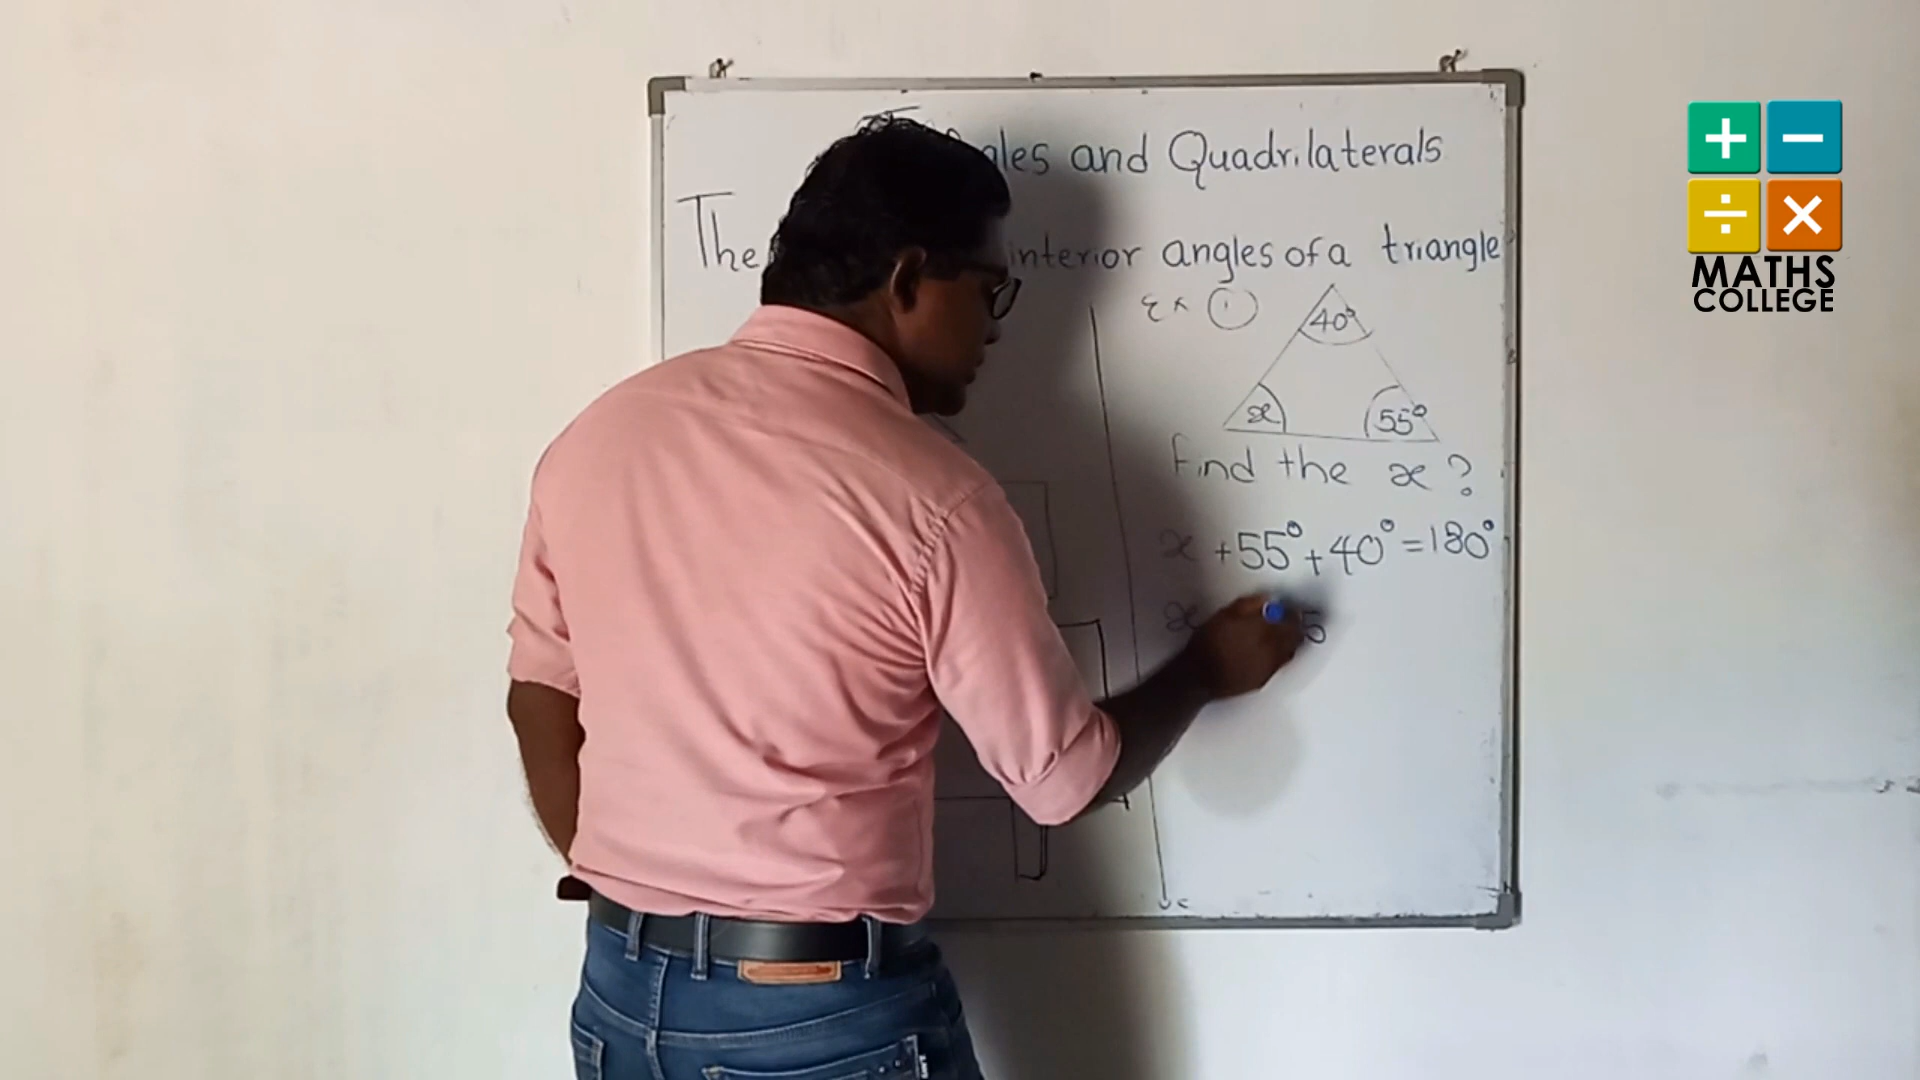 ales and Quadrilaterals
The interior angles of a triangle
Ex 1
40°
x 55°
Find the x?
x + 55° + 40° = 180°
x 5
+ −
÷ ×
MATHS
COLLEGE